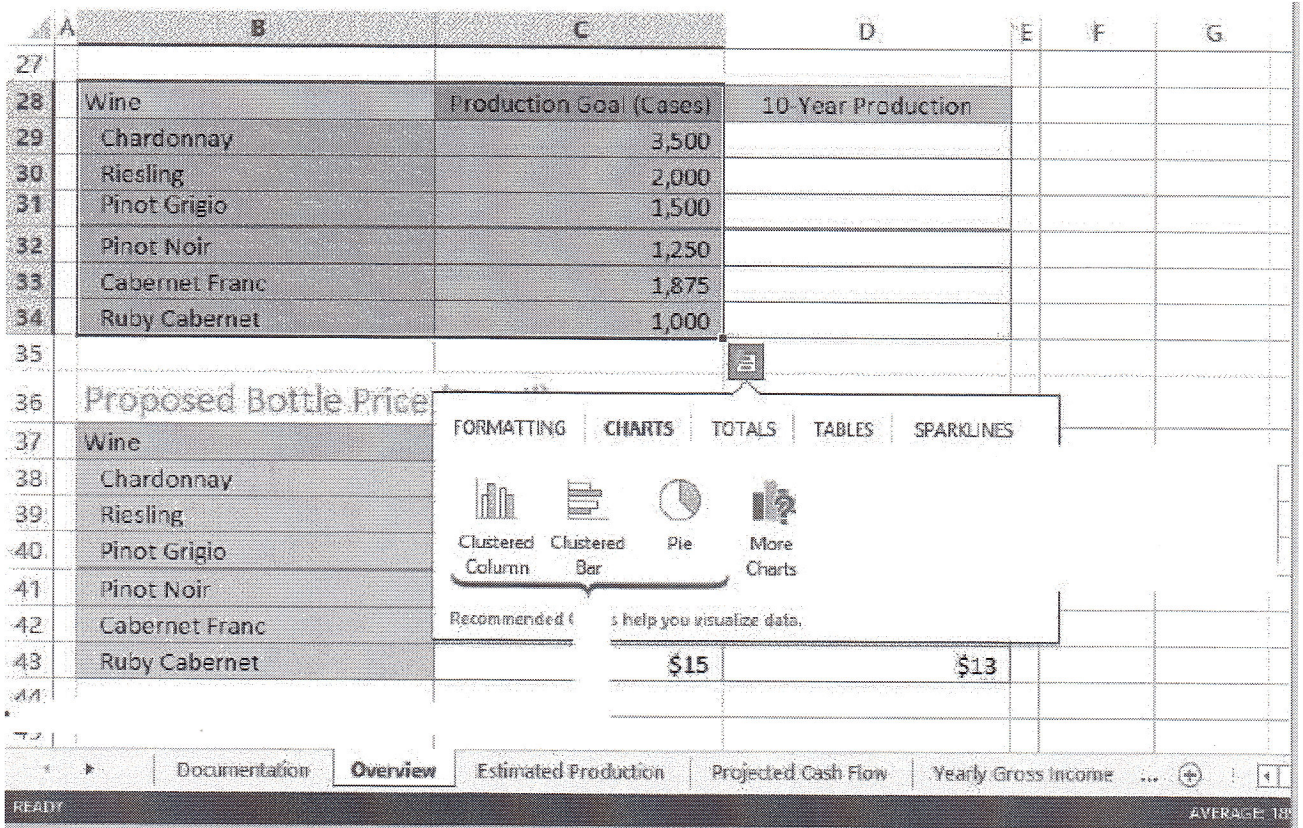 A B C D E F G
27
28 Wine Production Goal (Cases) 10-Year Production
29 Chardonnay 3,500
30 Riesling 2,000
31 Pinot Grigio 1,500
32 Pinot Noir 1,250
33 Cabernet Franc 1,875
34 Ruby Cabernet 1,000
35
36 Proposed Bottle Price
37 Wine
FORMATTING CHARTS TOTALS TABLES SPARKLINES
38 Chardonnay
39 Riesling
40 Pinot Grigio
Clustered Column Clustered Bar Pie More Charts
41 Pinot Noir
42 Cabernet Franc
Recommended help you visualize data.
43 Ruby Cabernet $15 $13
44
Documentation Overview Estimated Production Projected Cash Flow Yearly Gross Income ...
READY AVERAGE: 18